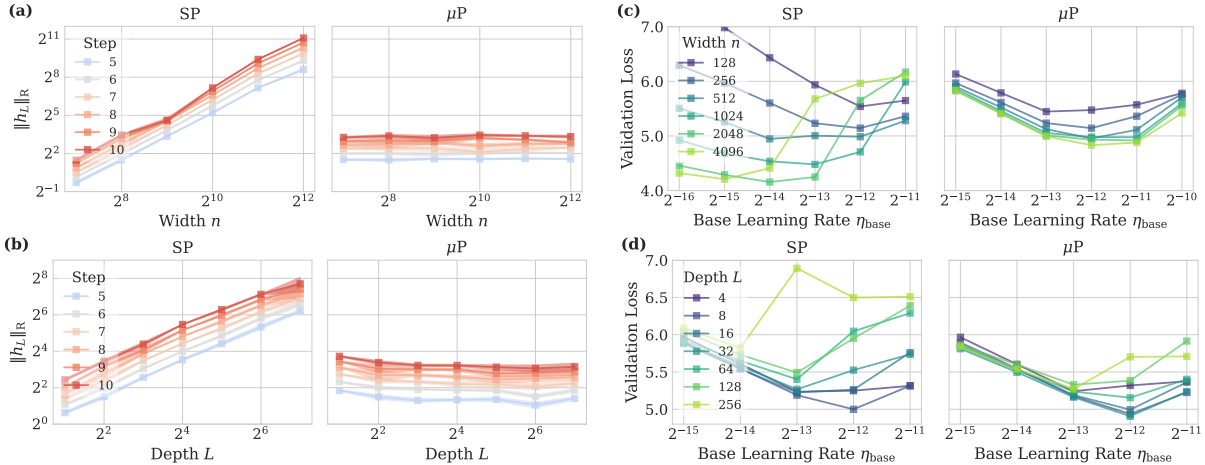 (a)
SP
μP
‖h_L‖_R
2^11
2^8
2^5
2^2
2^−1
Step
5
6
7
8
9
10
2^8
2^10
2^12
Width n
2^8
2^10
2^12
Width n
(c)
SP
μP
Validation Loss
7.0
6.0
5.0
4.0
Width n
128
256
512
1024
2048
4096
2^−16
2^−15
2^−14
2^−13
2^−12
2^−11
Base Learning Rate η_base
2^−15
2^−14
2^−13
2^−12
2^−11
2^−10
Base Learning Rate η_base
(b)
SP
μP
‖h_L‖_R
2^8
2^6
2^4
2^2
2^0
Step
5
6
7
8
9
10
2^2
2^4
2^6
Depth L
2^2
2^4
2^6
Depth L
(d)
SP
μP
Validation Loss
7.0
6.5
6.0
5.5
5.0
Depth L
4
8
16
32
64
128
256
2^−15
2^−14
2^−13
2^−12
2^−11
Base Learning Rate η_base
2^−15
2^−14
2^−13
2^−12
2^−11
Base Learning Rate η_base